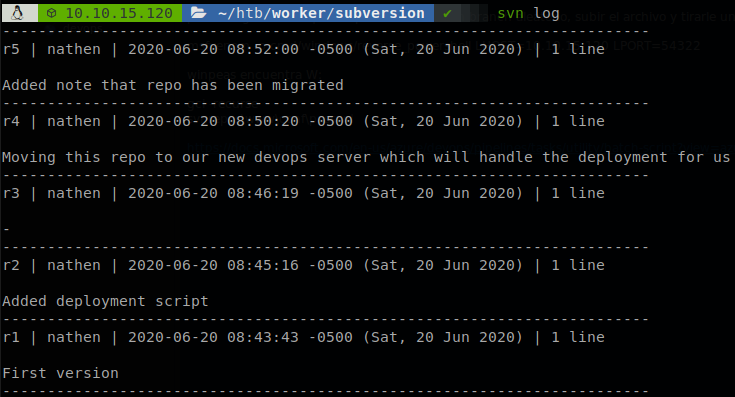 10.10.15.120 ~/htb/worker/subversion ✔ svn log
------------------------------------------------------------------------
r5 | nathen | 2020-06-20 08:52:00 -0500 (Sat, 20 Jun 2020) | 1 line
Added note that repo has been migrated
------------------------------------------------------------------------
r4 | nathen | 2020-06-20 08:50:20 -0500 (Sat, 20 Jun 2020) | 1 line
Moving this repo to our new devops server which will handle the deployment for us
------------------------------------------------------------------------
r3 | nathen | 2020-06-20 08:46:19 -0500 (Sat, 20 Jun 2020) | 1 line
-
------------------------------------------------------------------------
r2 | nathen | 2020-06-20 08:45:16 -0500 (Sat, 20 Jun 2020) | 1 line
Added deployment script
------------------------------------------------------------------------
r1 | nathen | 2020-06-20 08:43:43 -0500 (Sat, 20 Jun 2020) | 1 line
First version
------------------------------------------------------------------------